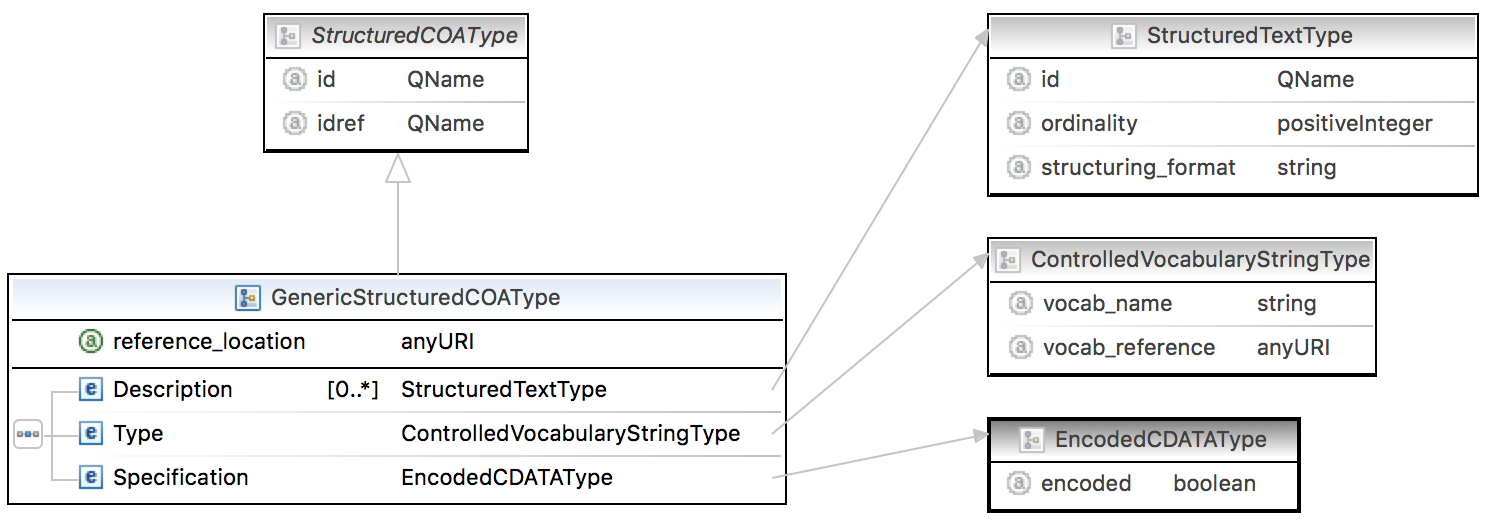 StructuredCOAType
id QName
idref QName
GenericStructuredCOAType
reference_location anyURI
Description [0..*] StructuredTextType
Type ControlledVocabularyStringType
Specification EncodedCDATAType
StructuredTextType
id QName
ordinality positiveInteger
structuring_format string
ControlledVocabularyStringType
vocab_name string
vocab_reference anyURI
EncodedCDATAType
encoded boolean